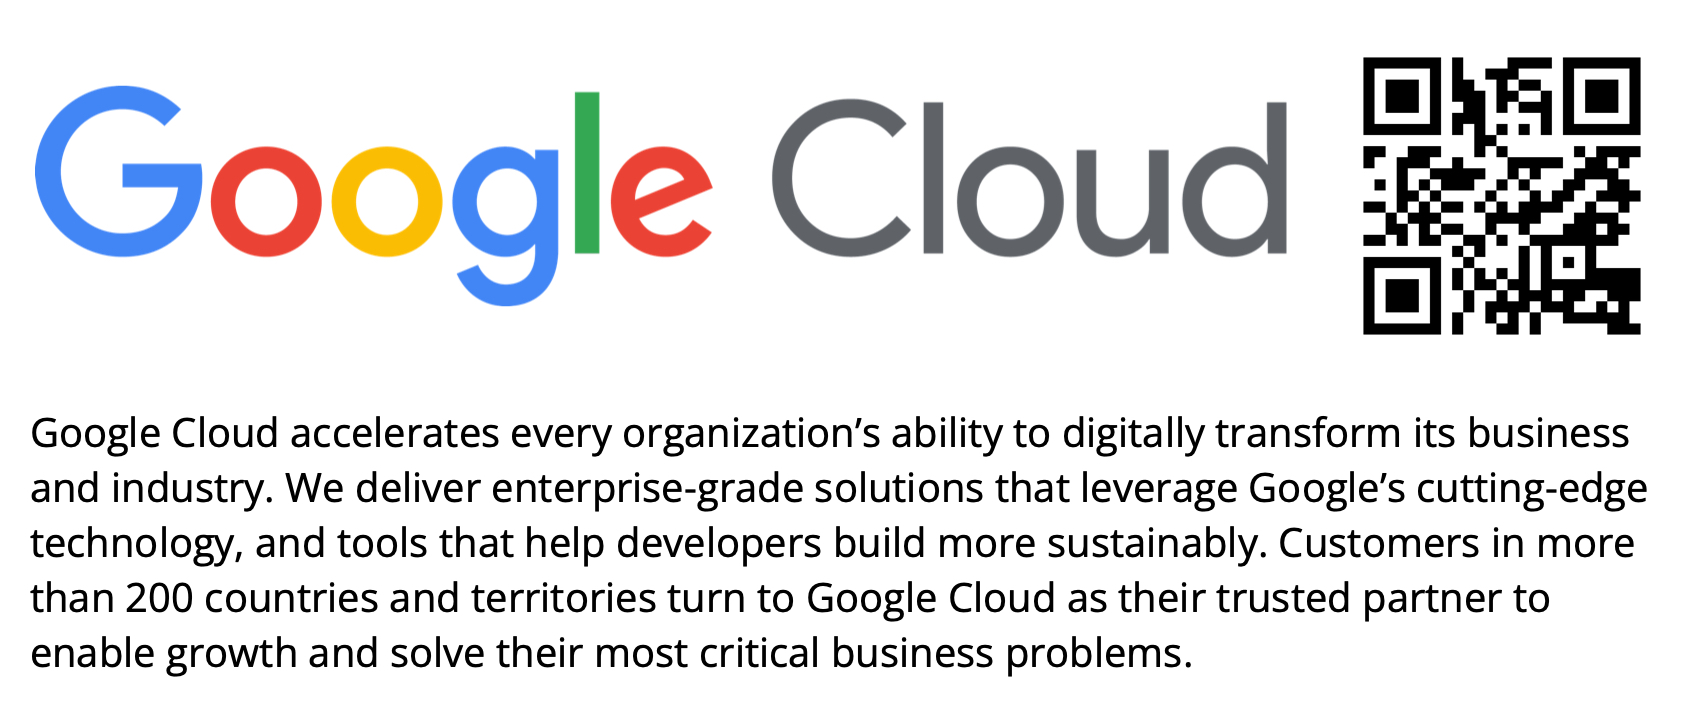 Google Cloud
Google Cloud accelerates every organization’s ability to digitally transform its business
and industry. We deliver enterprise-grade solutions that leverage Google’s cutting-edge
technology, and tools that help developers build more sustainably. Customers in more
than 200 countries and territories turn to Google Cloud as their trusted partner to
enable growth and solve their most critical business problems.